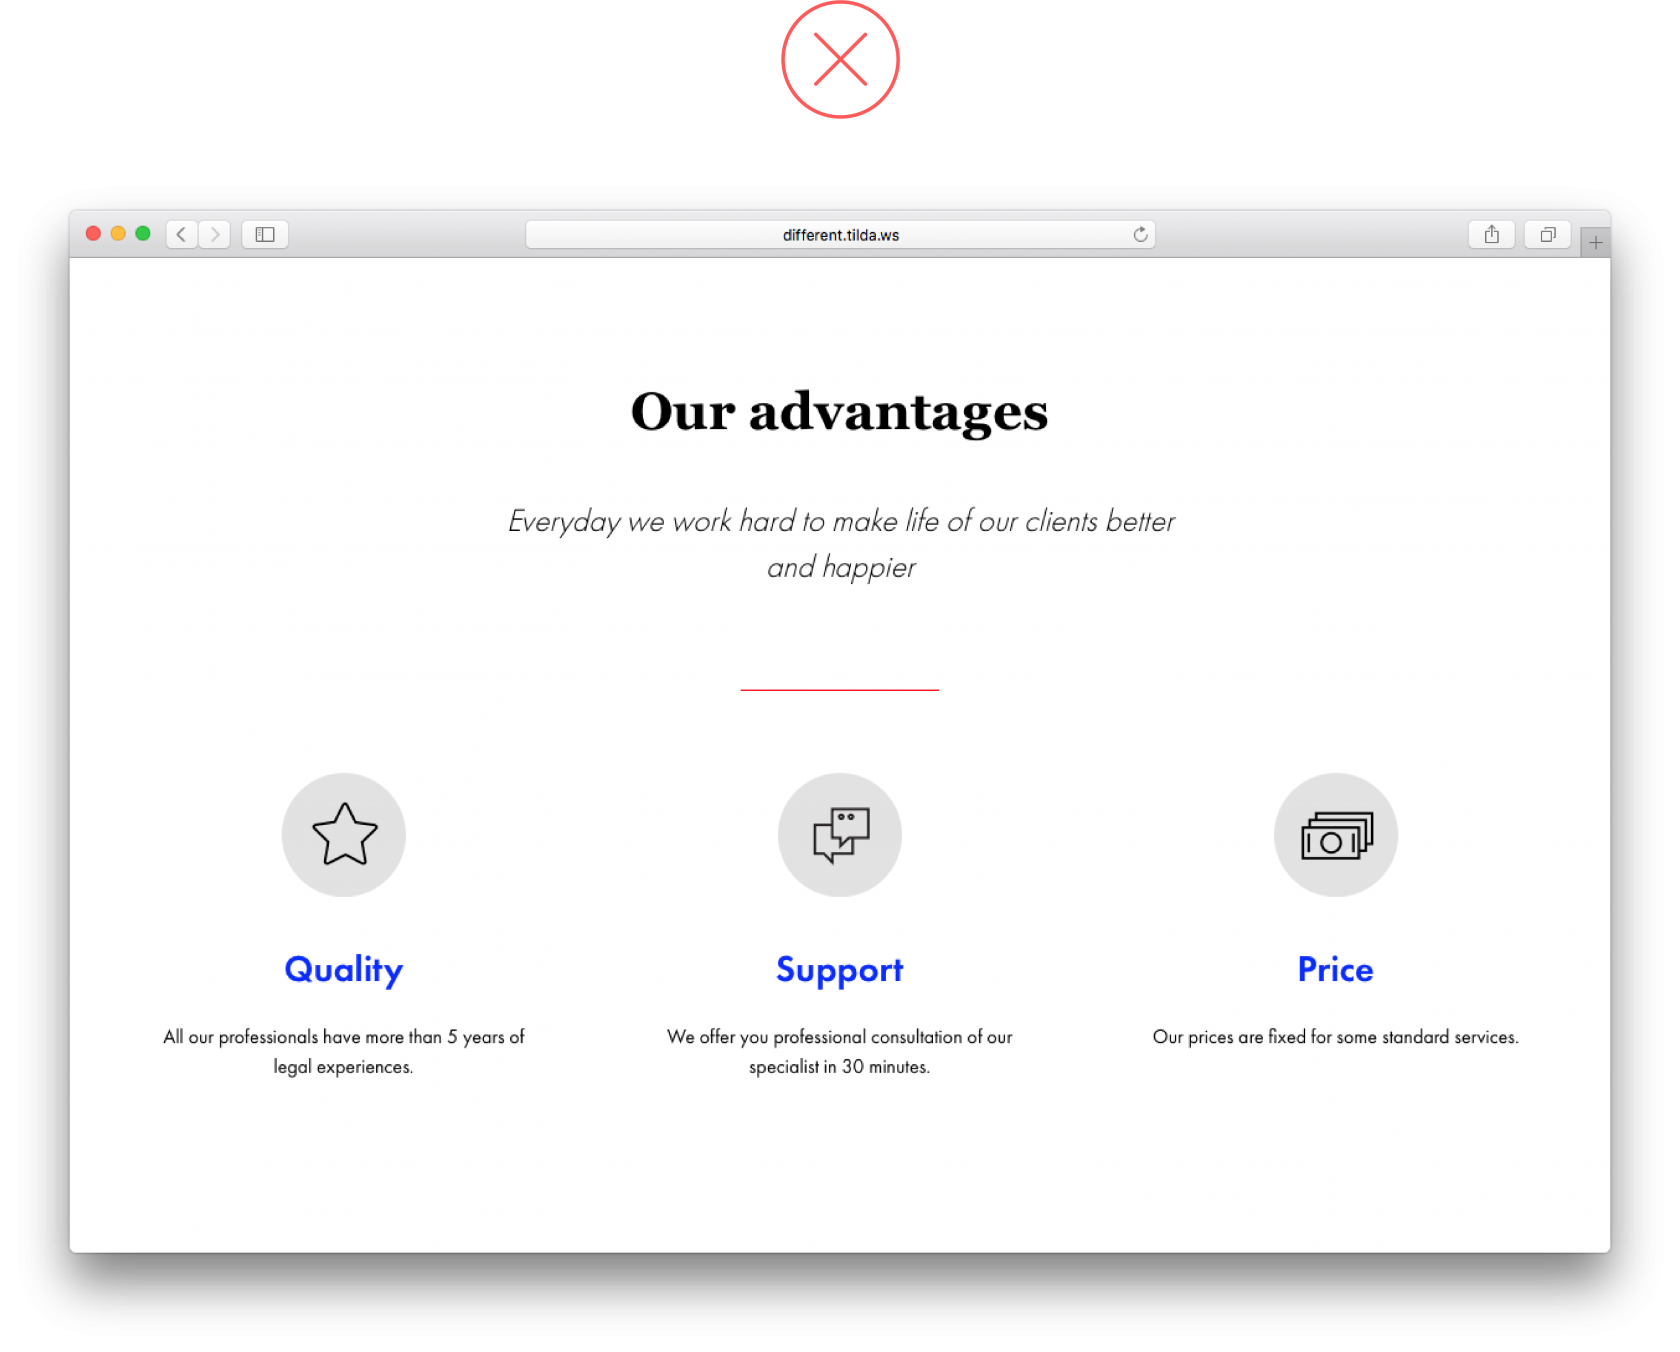 different.tilda.ws
Our advantages
Everyday we work hard to make life of our clients better
and happier
Quality
Support
Price
All our professionals have more than 5 years of
legal experiences.
We offer you professional consultation of our
specialist in 30 minutes.
Our prices are fixed for some standard services.